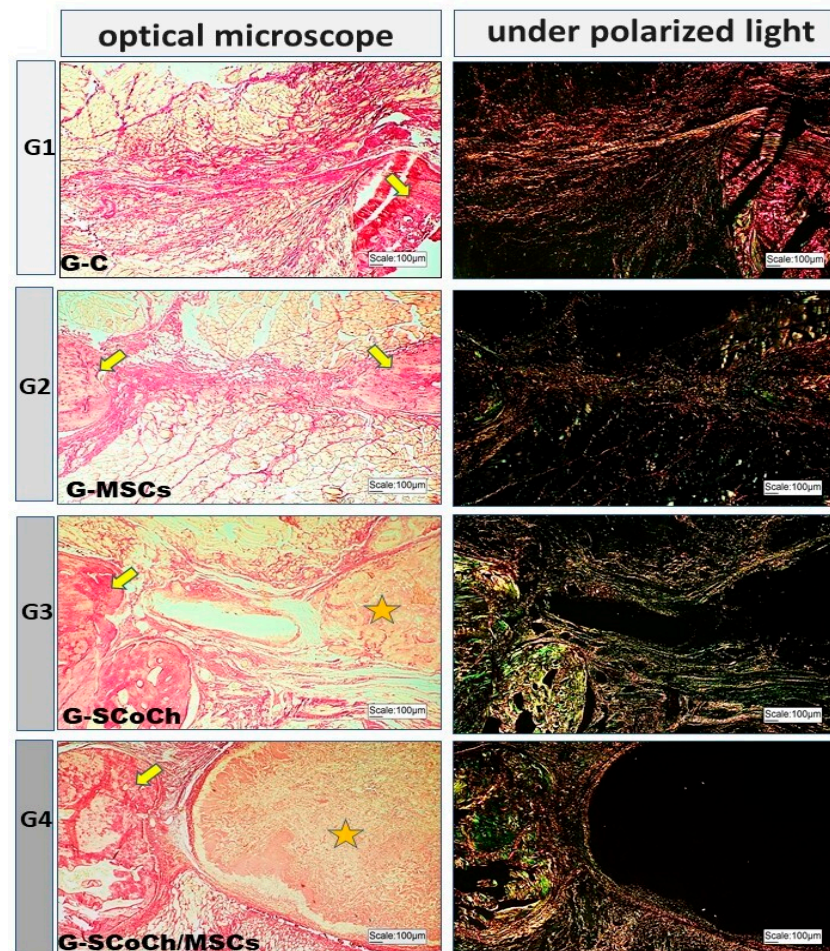 optical microscope
under polarized light
G1
G-C
Scale:100µm
Scale:100µm
G2
G-MSCs
Scale:100µm
Scale:100µm
G3
G-SCoCh
Scale:100µm
Scale:100µm
G4
G-SCoCh/MSCs
Scale:100µm
Scale:100µm